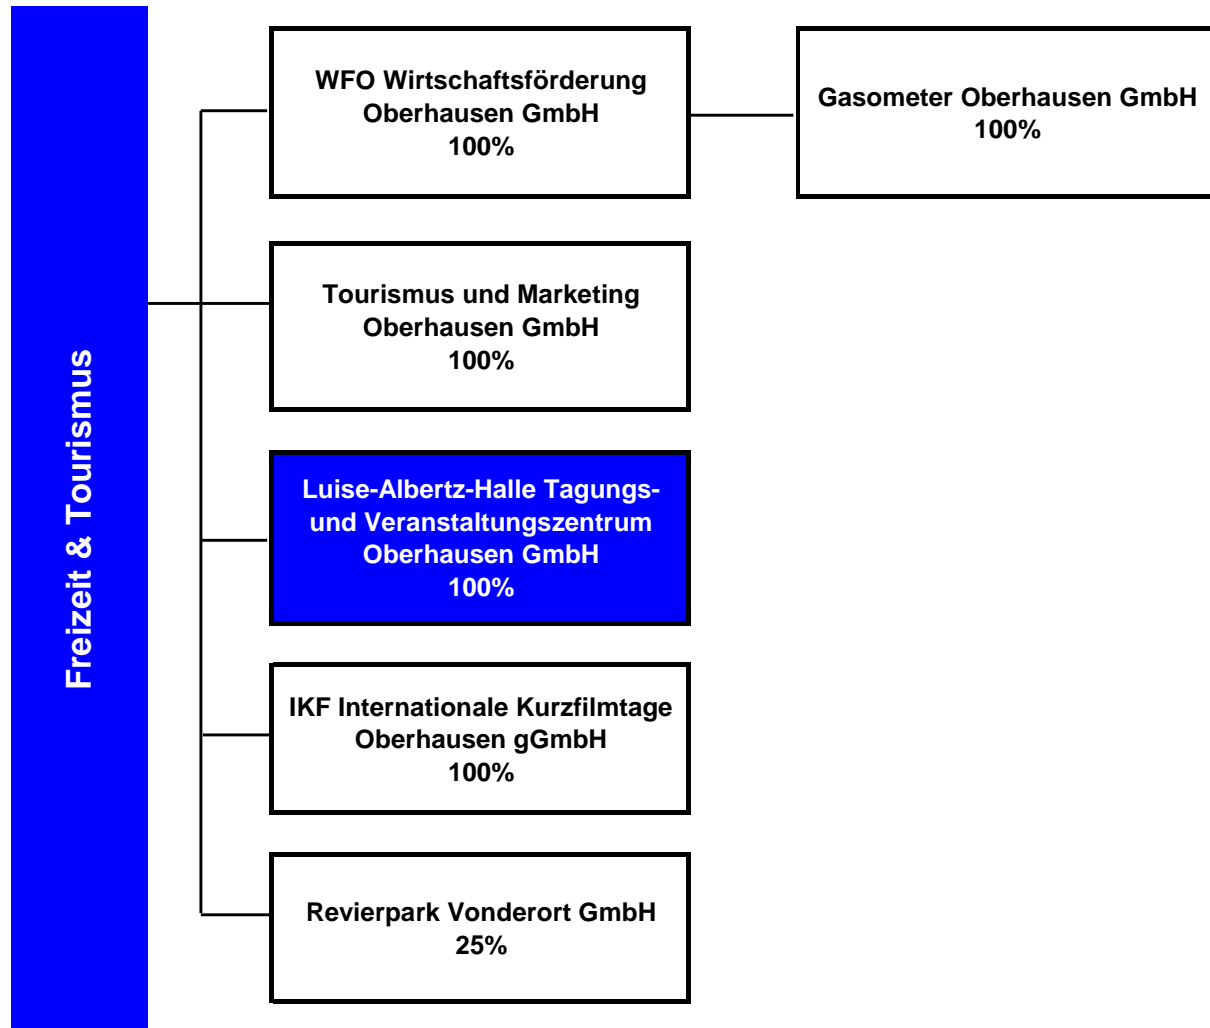 Freizeit & Tourismus
WFO Wirtschaftsförderung
Oberhausen GmbH
100%
Gasometer Oberhausen GmbH
100%
Tourismus und Marketing
Oberhausen GmbH
100%
Luise-Albertz-Halle Tagungs-
und Veranstaltungszentrum
Oberhausen GmbH
100%
IKF Internationale Kurzfilmtage
Oberhausen gGmbH
100%
Revierpark Vonderort GmbH
25%